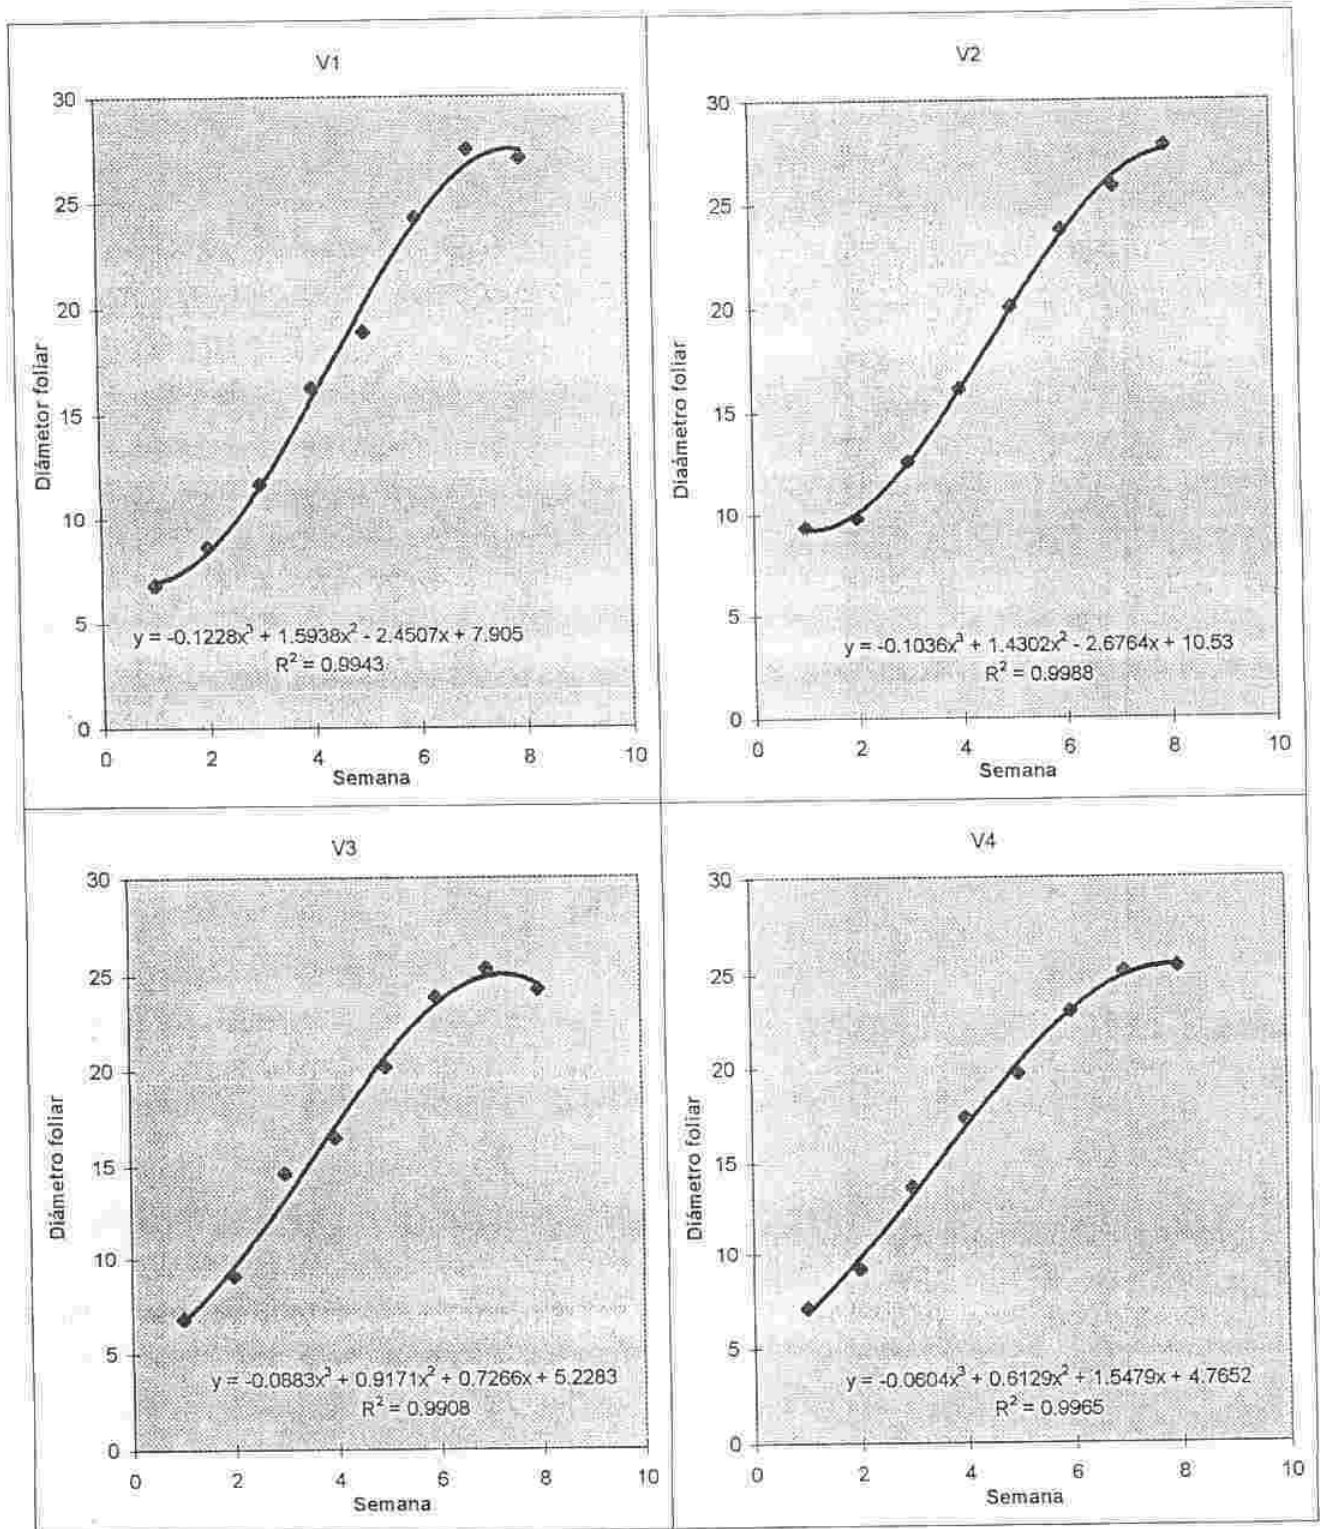 V1
30
25
20
15
10
5
0
Diámetor foliar
y = -0.1228x³ + 1.5938x² - 2.4507x + 7.905
R² = 0.9943
0 2 4 6 8 10
Semana
V2
30
25
20
15
10
5
0
Diaámetro foliar
y = -0.1036x³ + 1.4302x² - 2.6764x + 10.53
R² = 0.9988
0 2 4 6 8 10
Semana
V3
30
25
20
15
10
5
0
Diámetro foliar
y = -0.0883x³ + 0.9171x² + 0.7266x + 5.2283
R² = 0.9908
0 2 4 6 8 10
Semana
V4
30
25
20
15
10
5
0
Diámetro foliar
y = -0.0604x³ + 0.6129x² + 1.5479x + 4.7652
R² = 0.9965
0 2 4 6 8 10
Semana